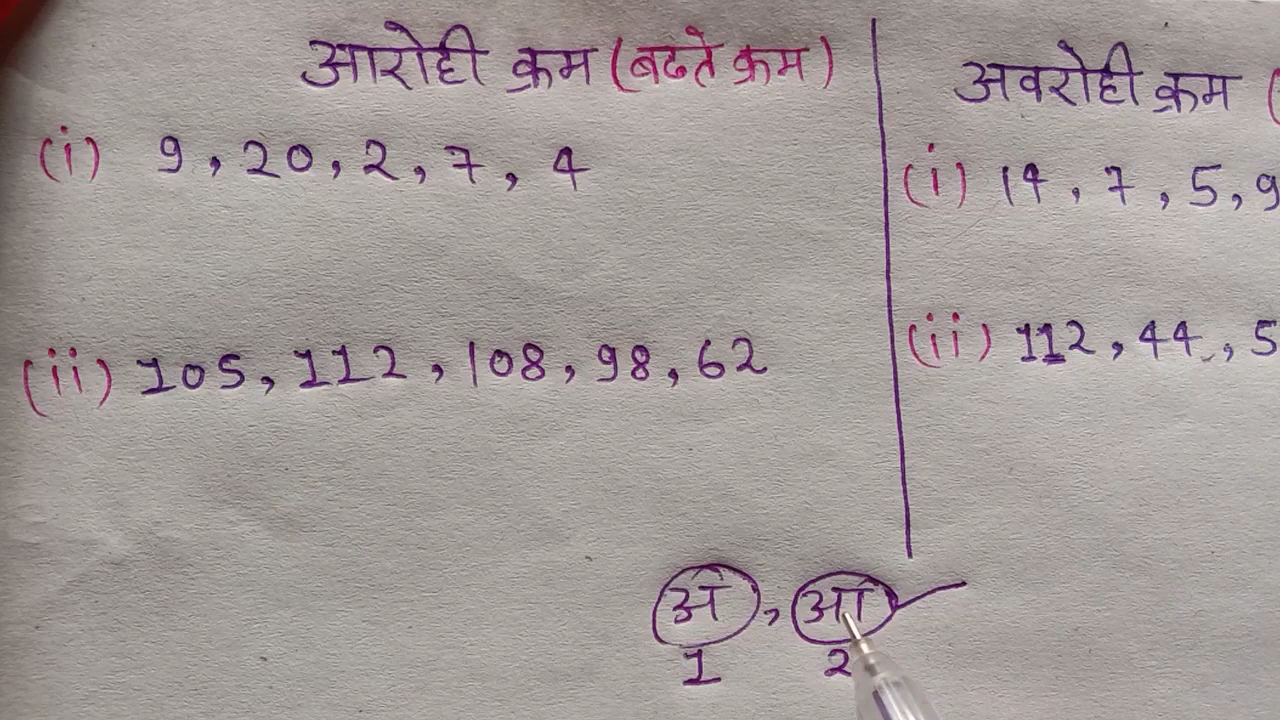 आरोही क्रम (बढते क्रम)
(i) 9, 20, 2, 7, 4
(ii) 105, 112, 108, 98, 62
अवरोही क्रम (
(i) 14, 7, 5, 9
(ii) 112, 44, 5
अ, आ
1 2